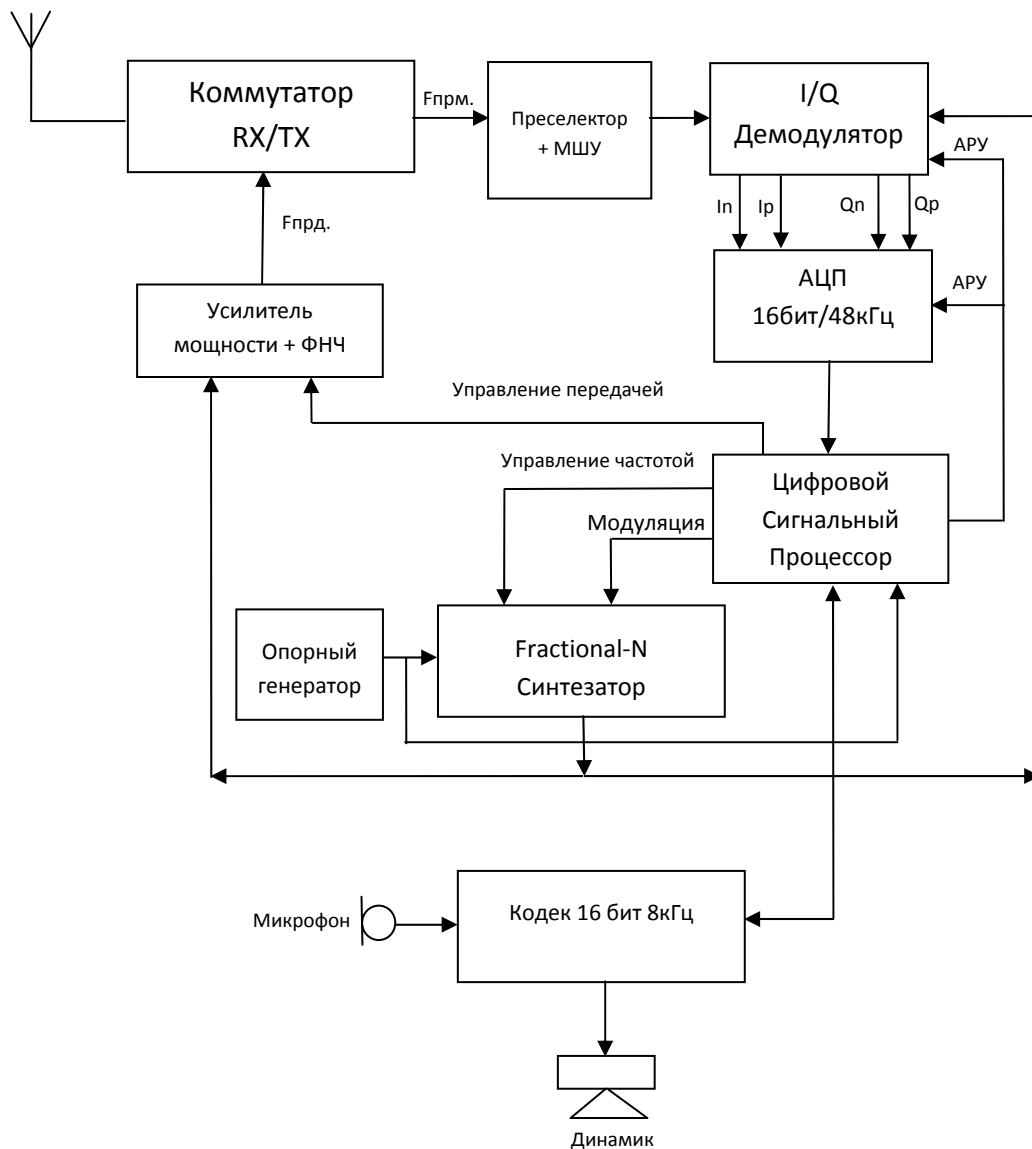 Коммутатор
RX/TX
Fпрм.
Преселектор
+ МШУ
I/Q
Демодулятор
АРУ
In
Ip
Qn
Qp
Fпрд.
АЦП
16бит/48кГц
АРУ
Усилитель
мощности + ФНЧ
Управление передачей
Управление частотой
Модуляция
Цифровой
Сигнальный
Процессор
Опорный
генератор
Fractional-N
Синтезатор
Микрофон
Кодек 16 бит 8кГц
Динамик